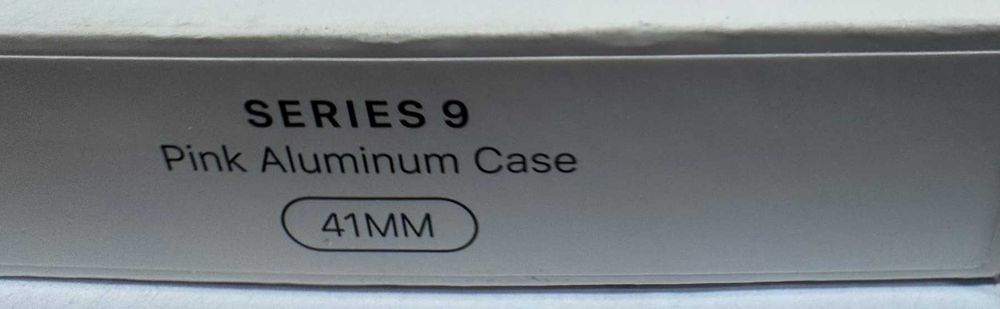 SERIES 9
Pink Aluminum Case
41MM